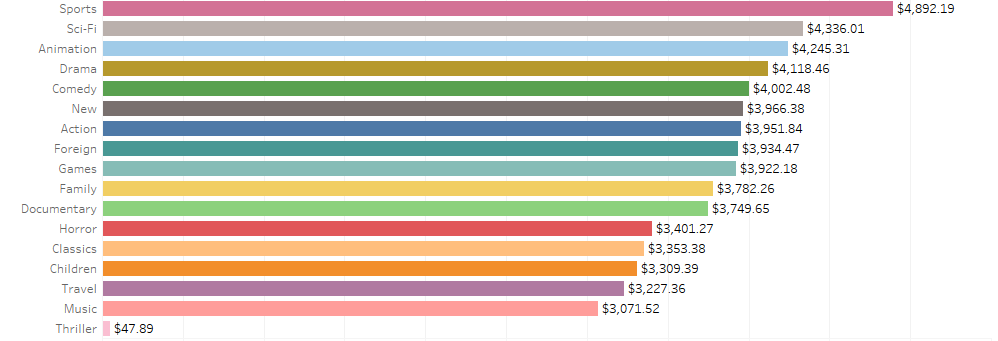 Sports $4,892.19
Sci-Fi $4,336.01
Animation $4,245.31
Drama $4,118.46
Comedy $4,002.48
New $3,966.38
Action $3,951.84
Foreign $3,934.47
Games $3,922.18
Family $3,782.26
Documentary $3,749.65
Horror $3,401.27
Classics $3,353.38
Children $3,309.39
Travel $3,227.36
Music $3,071.52
Thriller $47.89